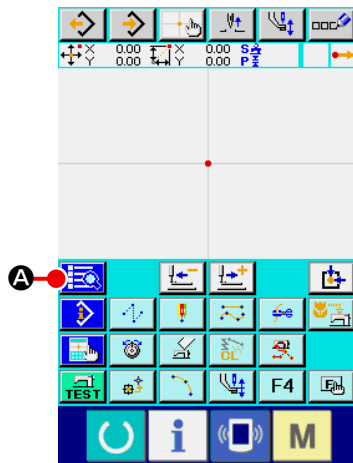 X 0.00 X 0.00 S
Y 0.00 Y 0.00 P
A
CL
TEST F4
i M